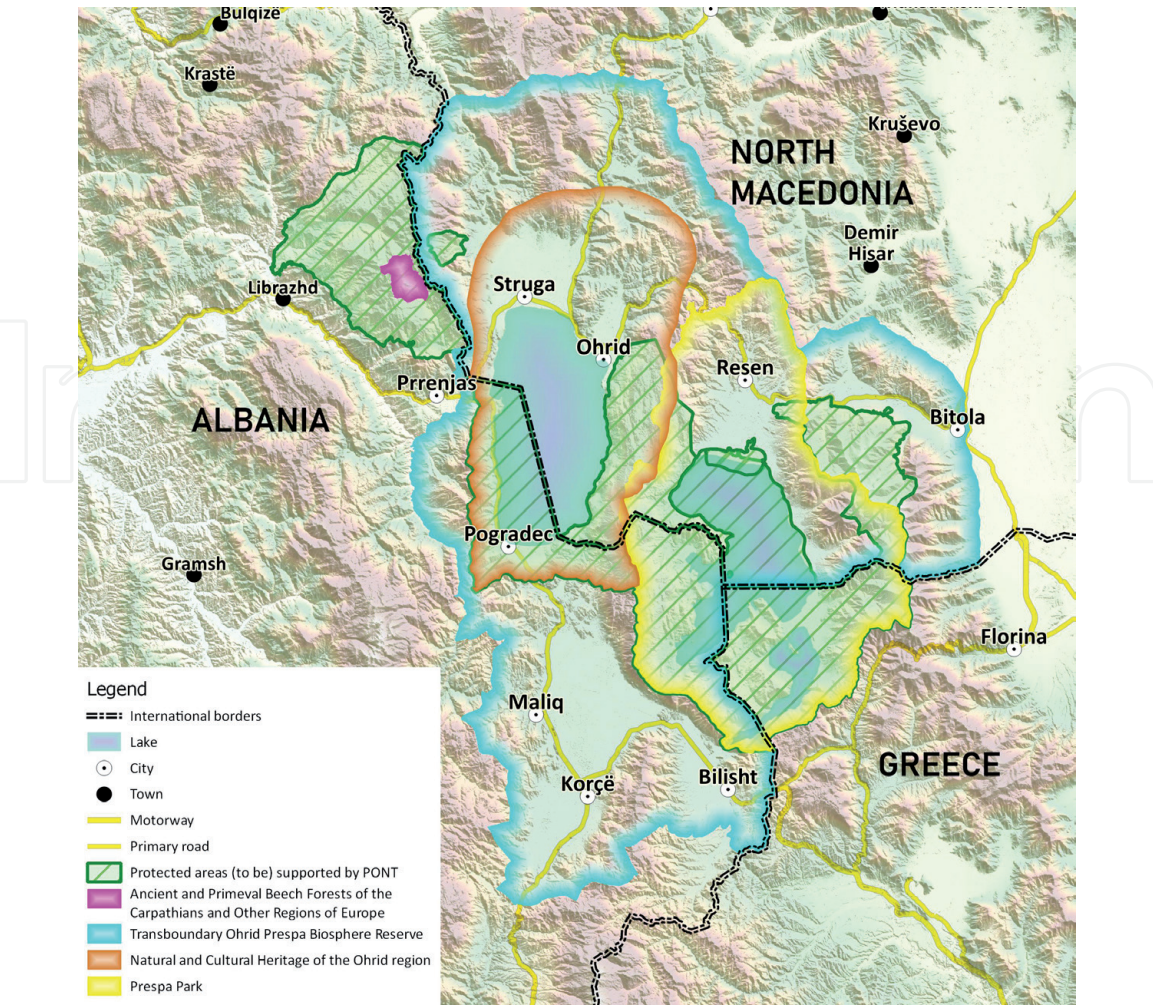 Bulqizë
Krastë
Kruševo
NORTH
MACEDONIA
Demir
Hisar
Librazhd
Struga
Ohrid
Resen
Prrenjas
ALBANIA
Bitola
Pogradec
Gramsh
Florina
Maliq
GREECE
Bilisht
Korçë
Legend
International borders
Lake
City
Town
Motorway
Primary road
Protected areas (to be) supported by PONT
Ancient and Primeval Beech Forests of the
Carpathians and Other Regions of Europe
Transboundary Ohrid Prespa Biosphere Reserve
Natural and Cultural Heritage of the Ohrid region
Prespa Park